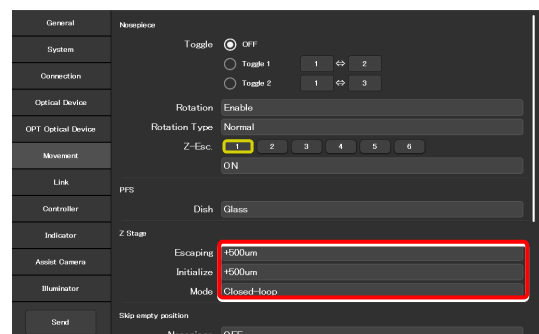 General
System
Connection
Optical Device
OPT Optical Device
Movement
Link
Controller
Indicator
Assist Camera
Illuminator
Send
Nosepiece
Toggle OFF
Toggle 1 1 ⇔ 2
Toggle 2 1 ⇔ 3
Rotation Enable
Rotation Type Normal
Z-Esc. 1 2 3 4 5 6
ON
PFS
Dish Glass
Z Stage
Escaping +500um
Initialize +500um
Mode Closed-loop
Skip empty position
Nosepiece OFF